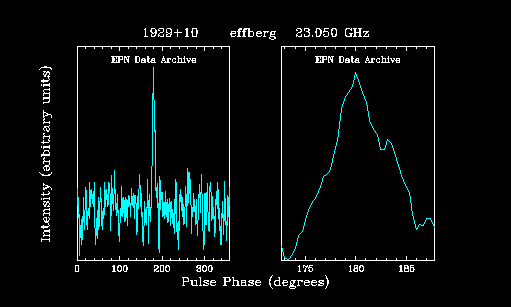 1929+10 effberg 23.050 GHz
EPN Data Archive EPN Data Archive
Intensity (arbitrary units)
0 100 200 300 175 180 185
Pulse Phase (degrees)